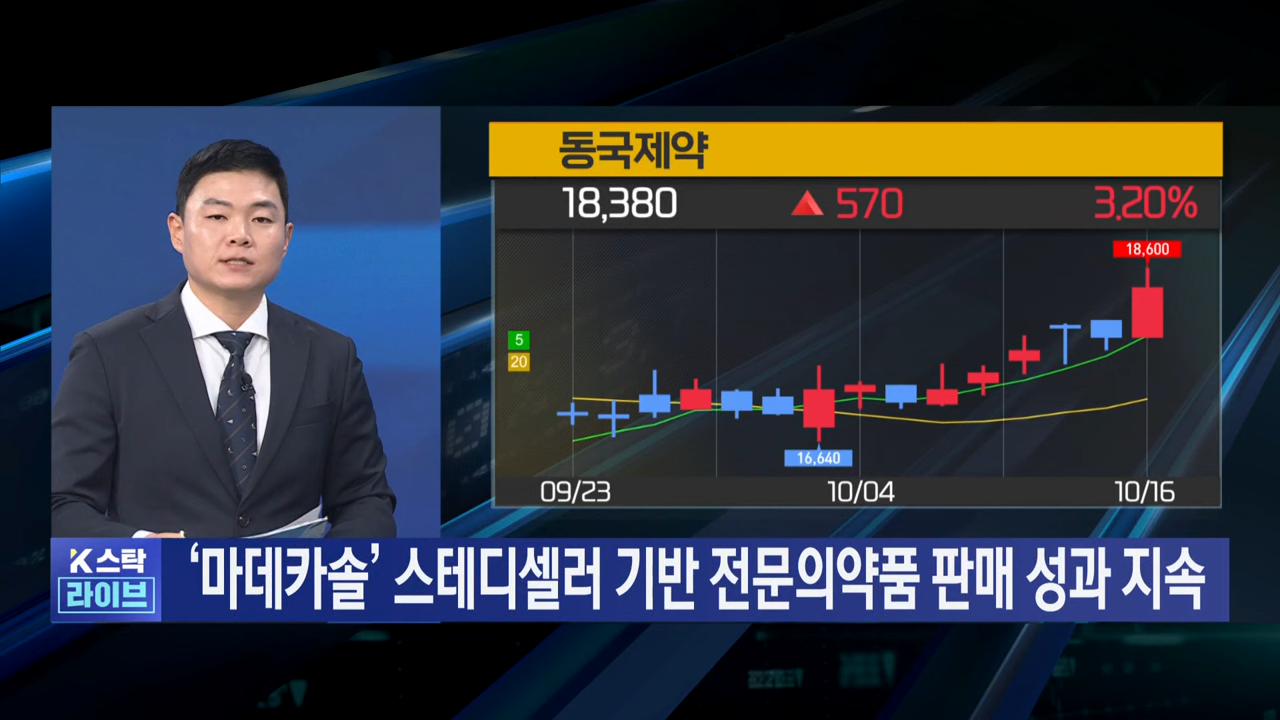 동국제약
18,380 ▲ 570 3.20%
18,600
5
20
16,640
09/23 10/04 10/16
K스탁
라이브
‘마데카솔’ 스테디셀러 기반 전문의약품 판매 성과 지속